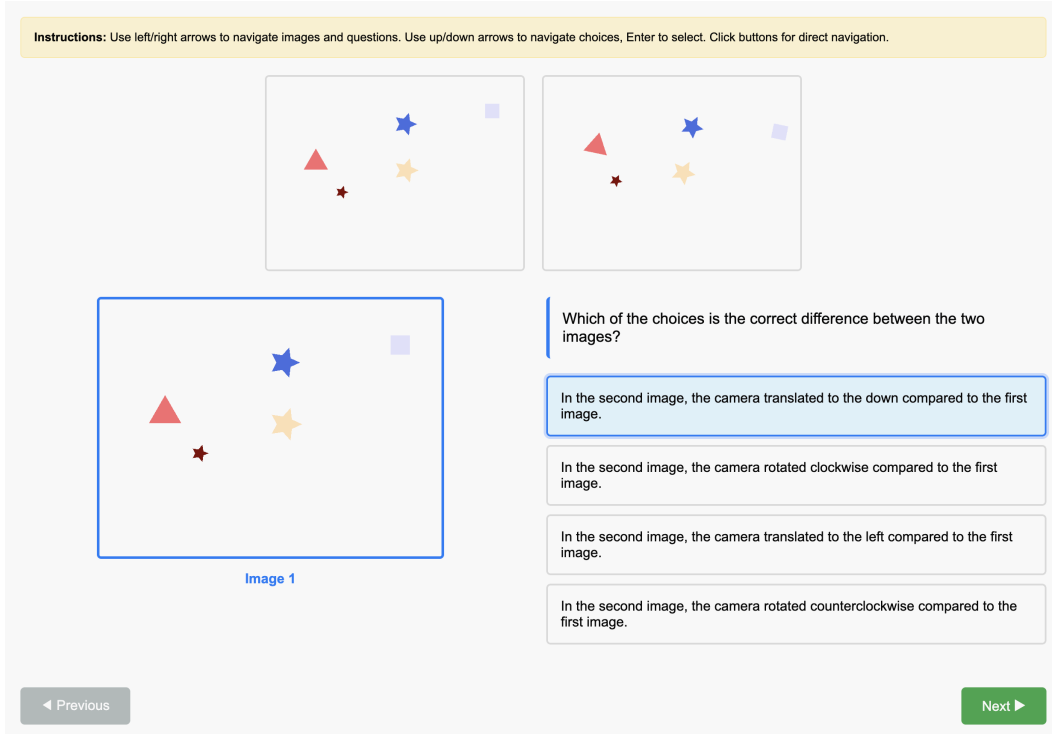 Instructions: Use left/right arrows to navigate images and questions. Use up/down arrows to navigate choices, Enter to select. Click buttons for direct navigation.
Which of the choices is the correct difference between the two
images?
In the second image, the camera translated to the down compared to the first
image.
In the second image, the camera rotated clockwise compared to the first
image.
In the second image, the camera translated to the left compared to the first
image.
In the second image, the camera rotated counterclockwise compared to the
first image.
Image 1
◀ Previous
Next ▶